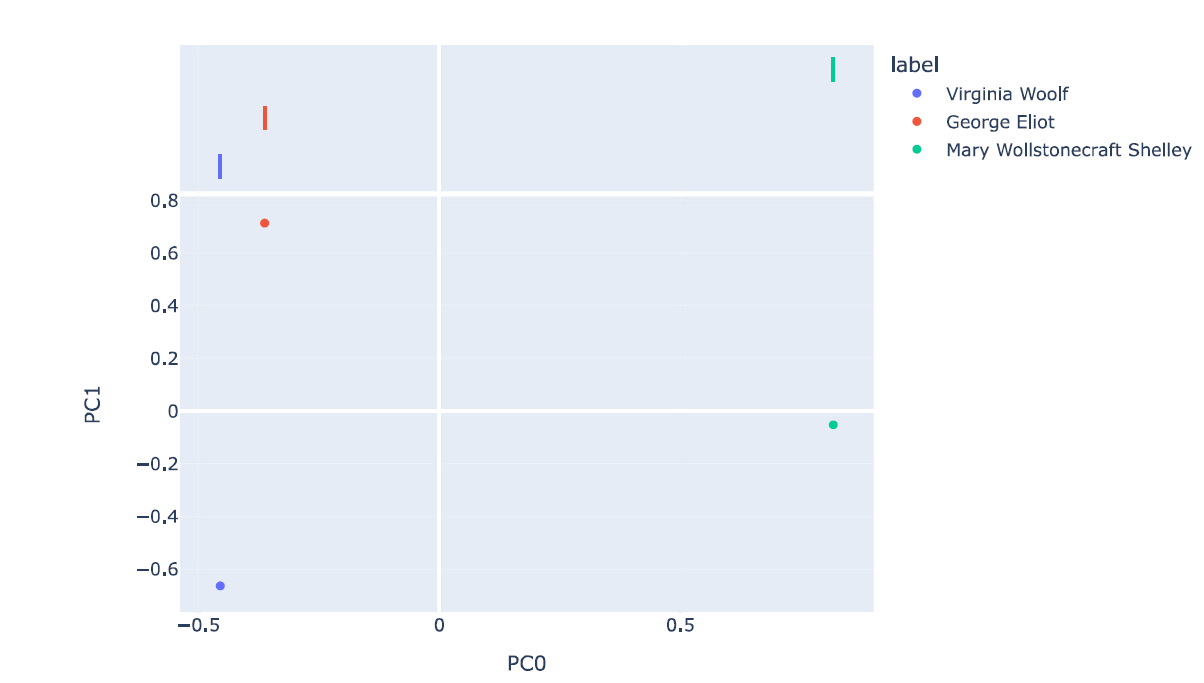 label
Virginia Woolf
George Eliot
Mary Wollstonecraft Shelley
0.8
0.6
0.4
0.2
0
−0.2
−0.4
−0.6
PC1
−0.5 0 0.5
PC0